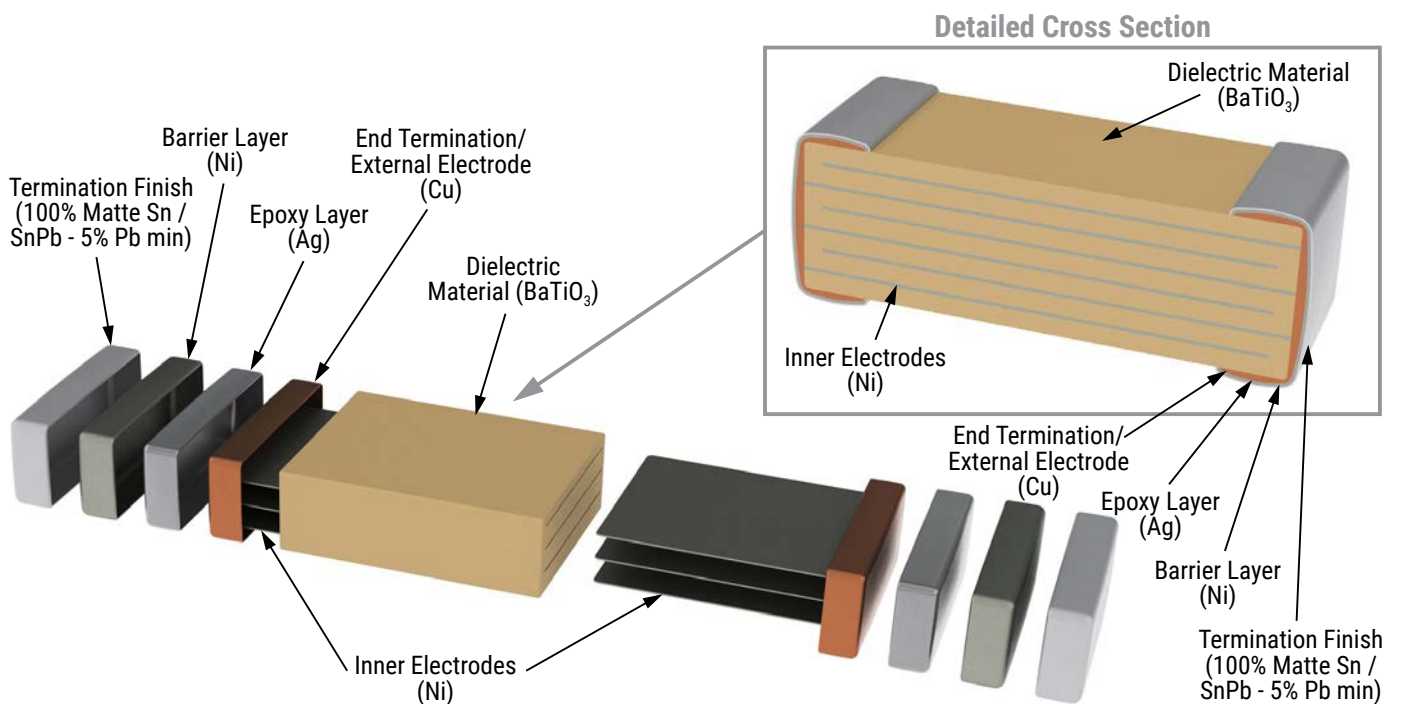 Detailed Cross Section
Dielectric Material
(BaTiO₃)
Inner Electrodes
(Ni)
End Termination/
External Electrode
(Cu)
Epoxy Layer
(Ag)
Barrier Layer
(Ni)
Termination Finish
(100% Matte Sn /
SnPb - 5% Pb min)
Termination Finish
(100% Matte Sn /
SnPb - 5% Pb min)
Barrier Layer
(Ni)
Epoxy Layer
(Ag)
End Termination/
External Electrode
(Cu)
Dielectric
Material (BaTiO₃)
Inner Electrodes
(Ni)